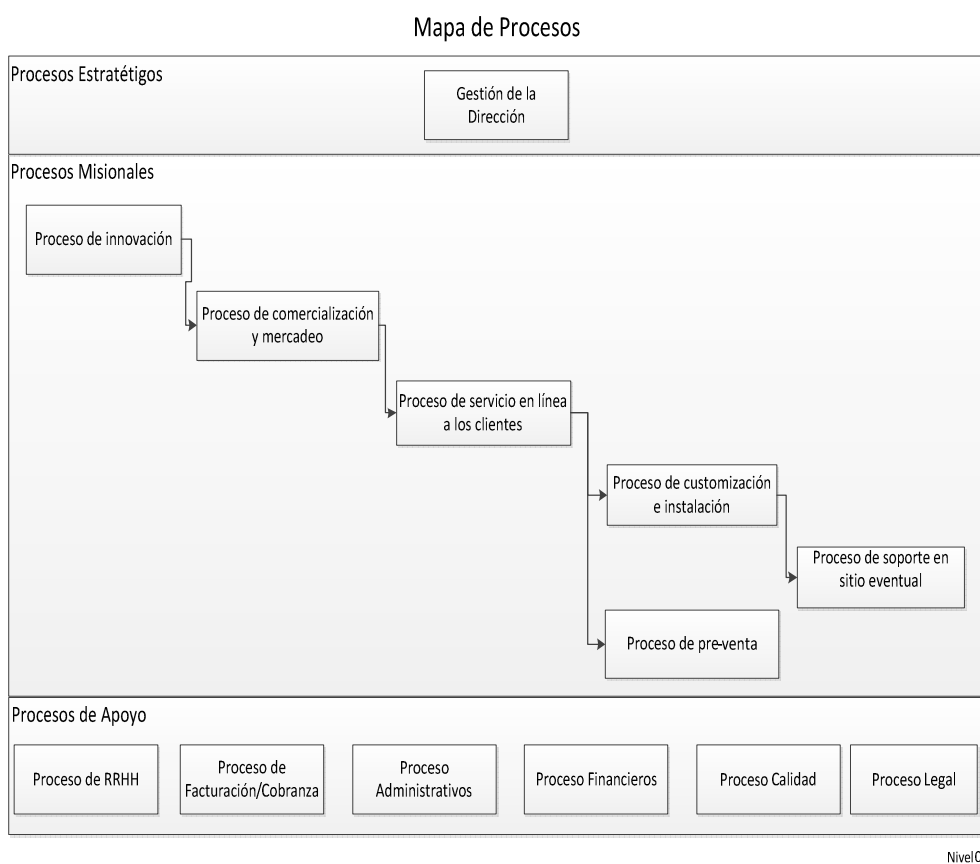 Mapa de Procesos
Procesos Estratétigos
Gestión de la
Dirección
Procesos Misionales
Proceso de innovación
Proceso de comercialización
y mercadeo
Proceso de servicio en línea
a los clientes
Proceso de customización
e instalación
Proceso de soporte en
sitio eventual
Proceso de pre-venta
Procesos de Apoyo
Proceso de RRHH
Proceso de
Facturación/Cobranza
Proceso
Administrativos
Proceso Financieros
Proceso Calidad
Proceso Legal
Nivel0